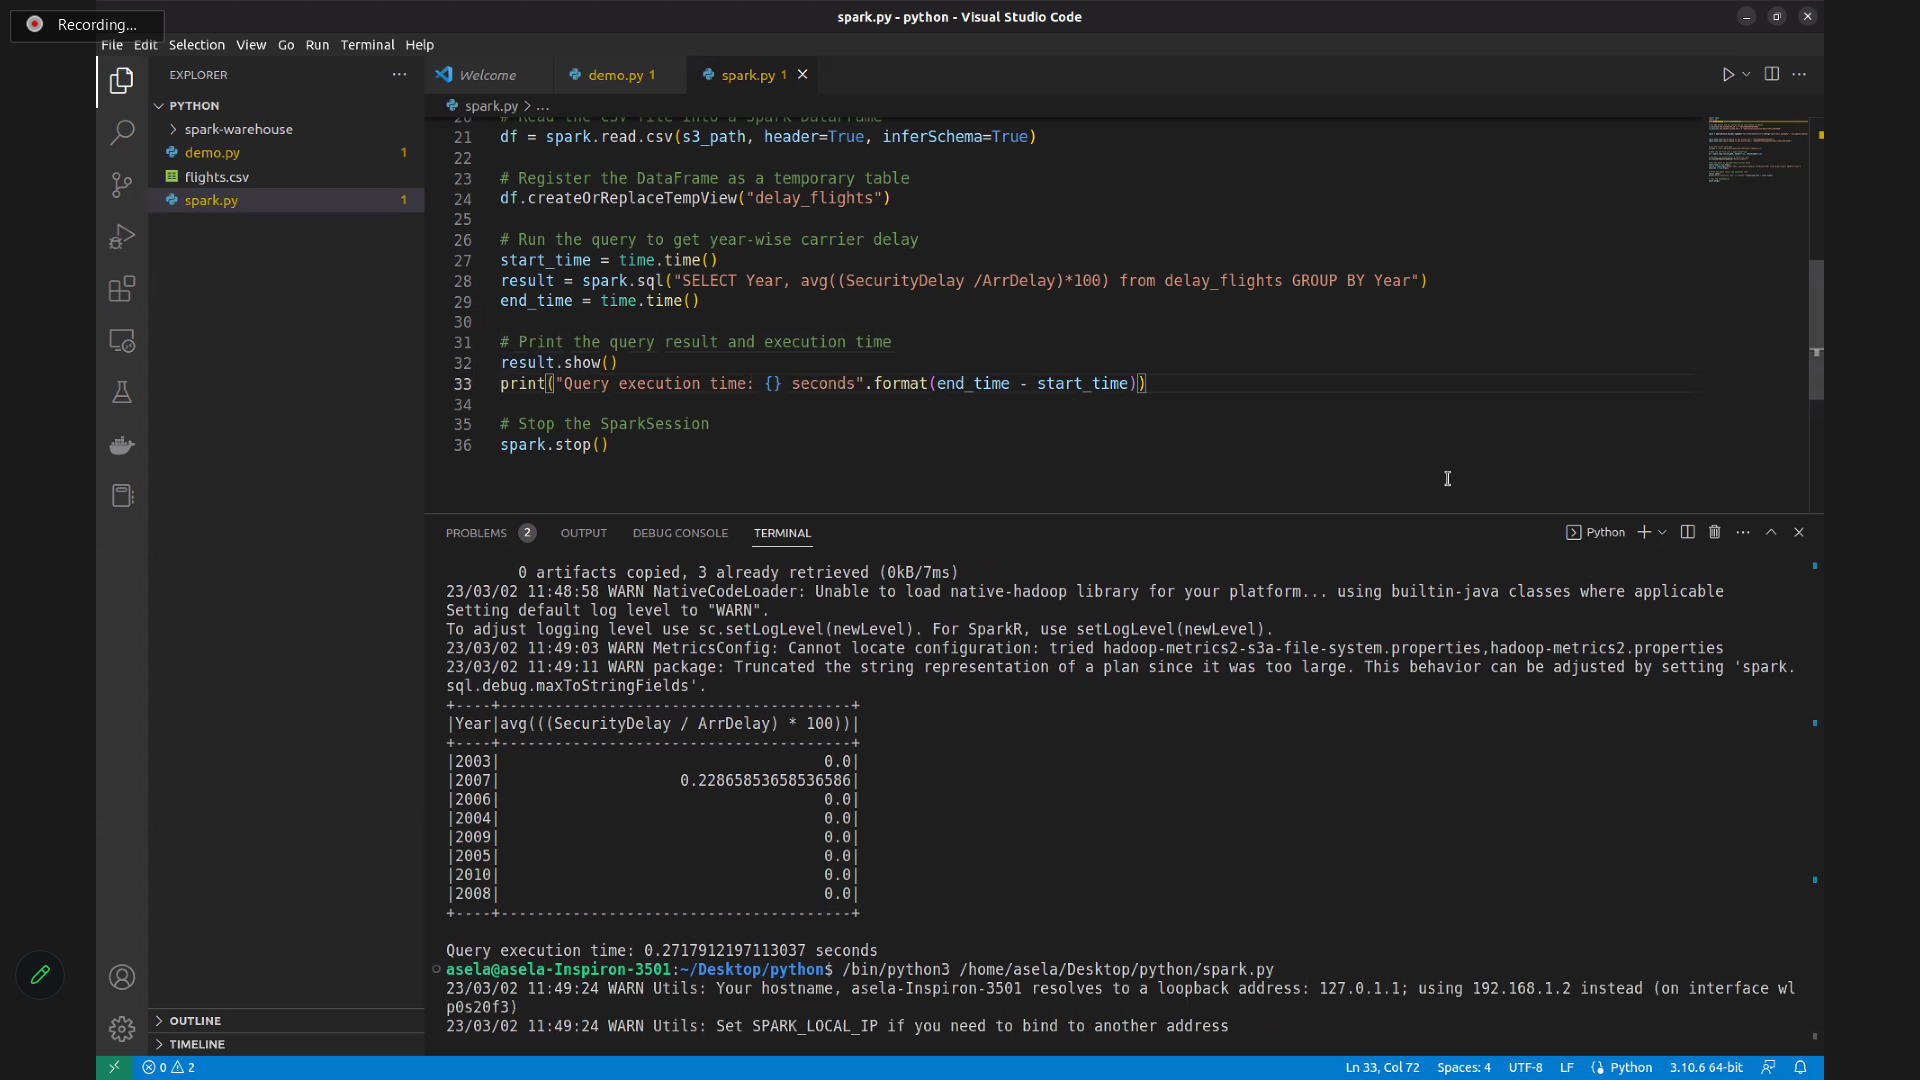 Recording...
spark.py - python - Visual Studio Code
File Edit Selection View Go Run Terminal Help
EXPLORER
Welcome
demo.py 1
spark.py 1
PYTHON
spark-warehouse
demo.py 1
flights.csv
spark.py 1
spark.py > ...
20 # Read the CSV file into a Spark DataFrame
21 df = spark.read.csv(s3_path, header=True, inferSchema=True)
22
23 # Register the DataFrame as a temporary table
24 df.createOrReplaceTempView("delay_flights")
25
26 # Run the query to get year-wise carrier delay
27 start_time = time.time()
28 result = spark.sql("SELECT Year, avg((SecurityDelay /ArrDelay)*100) from delay_flights GROUP BY Year")
29 end_time = time.time()
30
31 # Print the query result and execution time
32 result.show()
33 print("Query execution time: {} seconds".format(end_time - start_time))
34
35 # Stop the SparkSession
36 spark.stop()
PROBLEMS 2 OUTPUT DEBUG CONSOLE TERMINAL
Python
0 artifacts copied, 3 already retrieved (0kB/7ms)
23/03/02 11:48:58 WARN NativeCodeLoader: Unable to load native-hadoop library for your platform... using builtin-java classes where applicable
Setting default log level to "WARN".
To adjust logging level use sc.setLogLevel(newLevel). For SparkR, use setLogLevel(newLevel).
23/03/02 11:49:03 WARN MetricsConfig: Cannot locate configuration: tried hadoop-metrics2-s3a-file-system.properties,hadoop-metrics2.properties
23/03/02 11:49:11 WARN package: Truncated the string representation of a plan since it was too large. This behavior can be adjusted by setting 'spark.
sql.debug.maxToStringFields'.
+----+---------------------------------------+
|Year|avg(((SecurityDelay / ArrDelay) * 100))|
+----+---------------------------------------+
|2003| 0.0|
|2007| 0.22865853658536586|
|2006| 0.0|
|2004| 0.0|
|2009| 0.0|
|2005| 0.0|
|2010| 0.0|
|2008| 0.0|
+----+---------------------------------------+
Query execution time: 0.2717912197113037 seconds
asela@asela-Inspiron-3501:~/Desktop/python$ /bin/python3 /home/asela/Desktop/python/spark.py
23/03/02 11:49:24 WARN Utils: Your hostname, asela-Inspiron-3501 resolves to a loopback address: 127.0.1.1; using 192.168.1.2 instead (on interface wl
p0s20f3)
23/03/02 11:49:24 WARN Utils: Set SPARK_LOCAL_IP if you need to bind to another address
OUTLINE
TIMELINE
0 2
Ln 33, Col 72 Spaces: 4 UTF-8 LF Python 3.10.6 64-bit